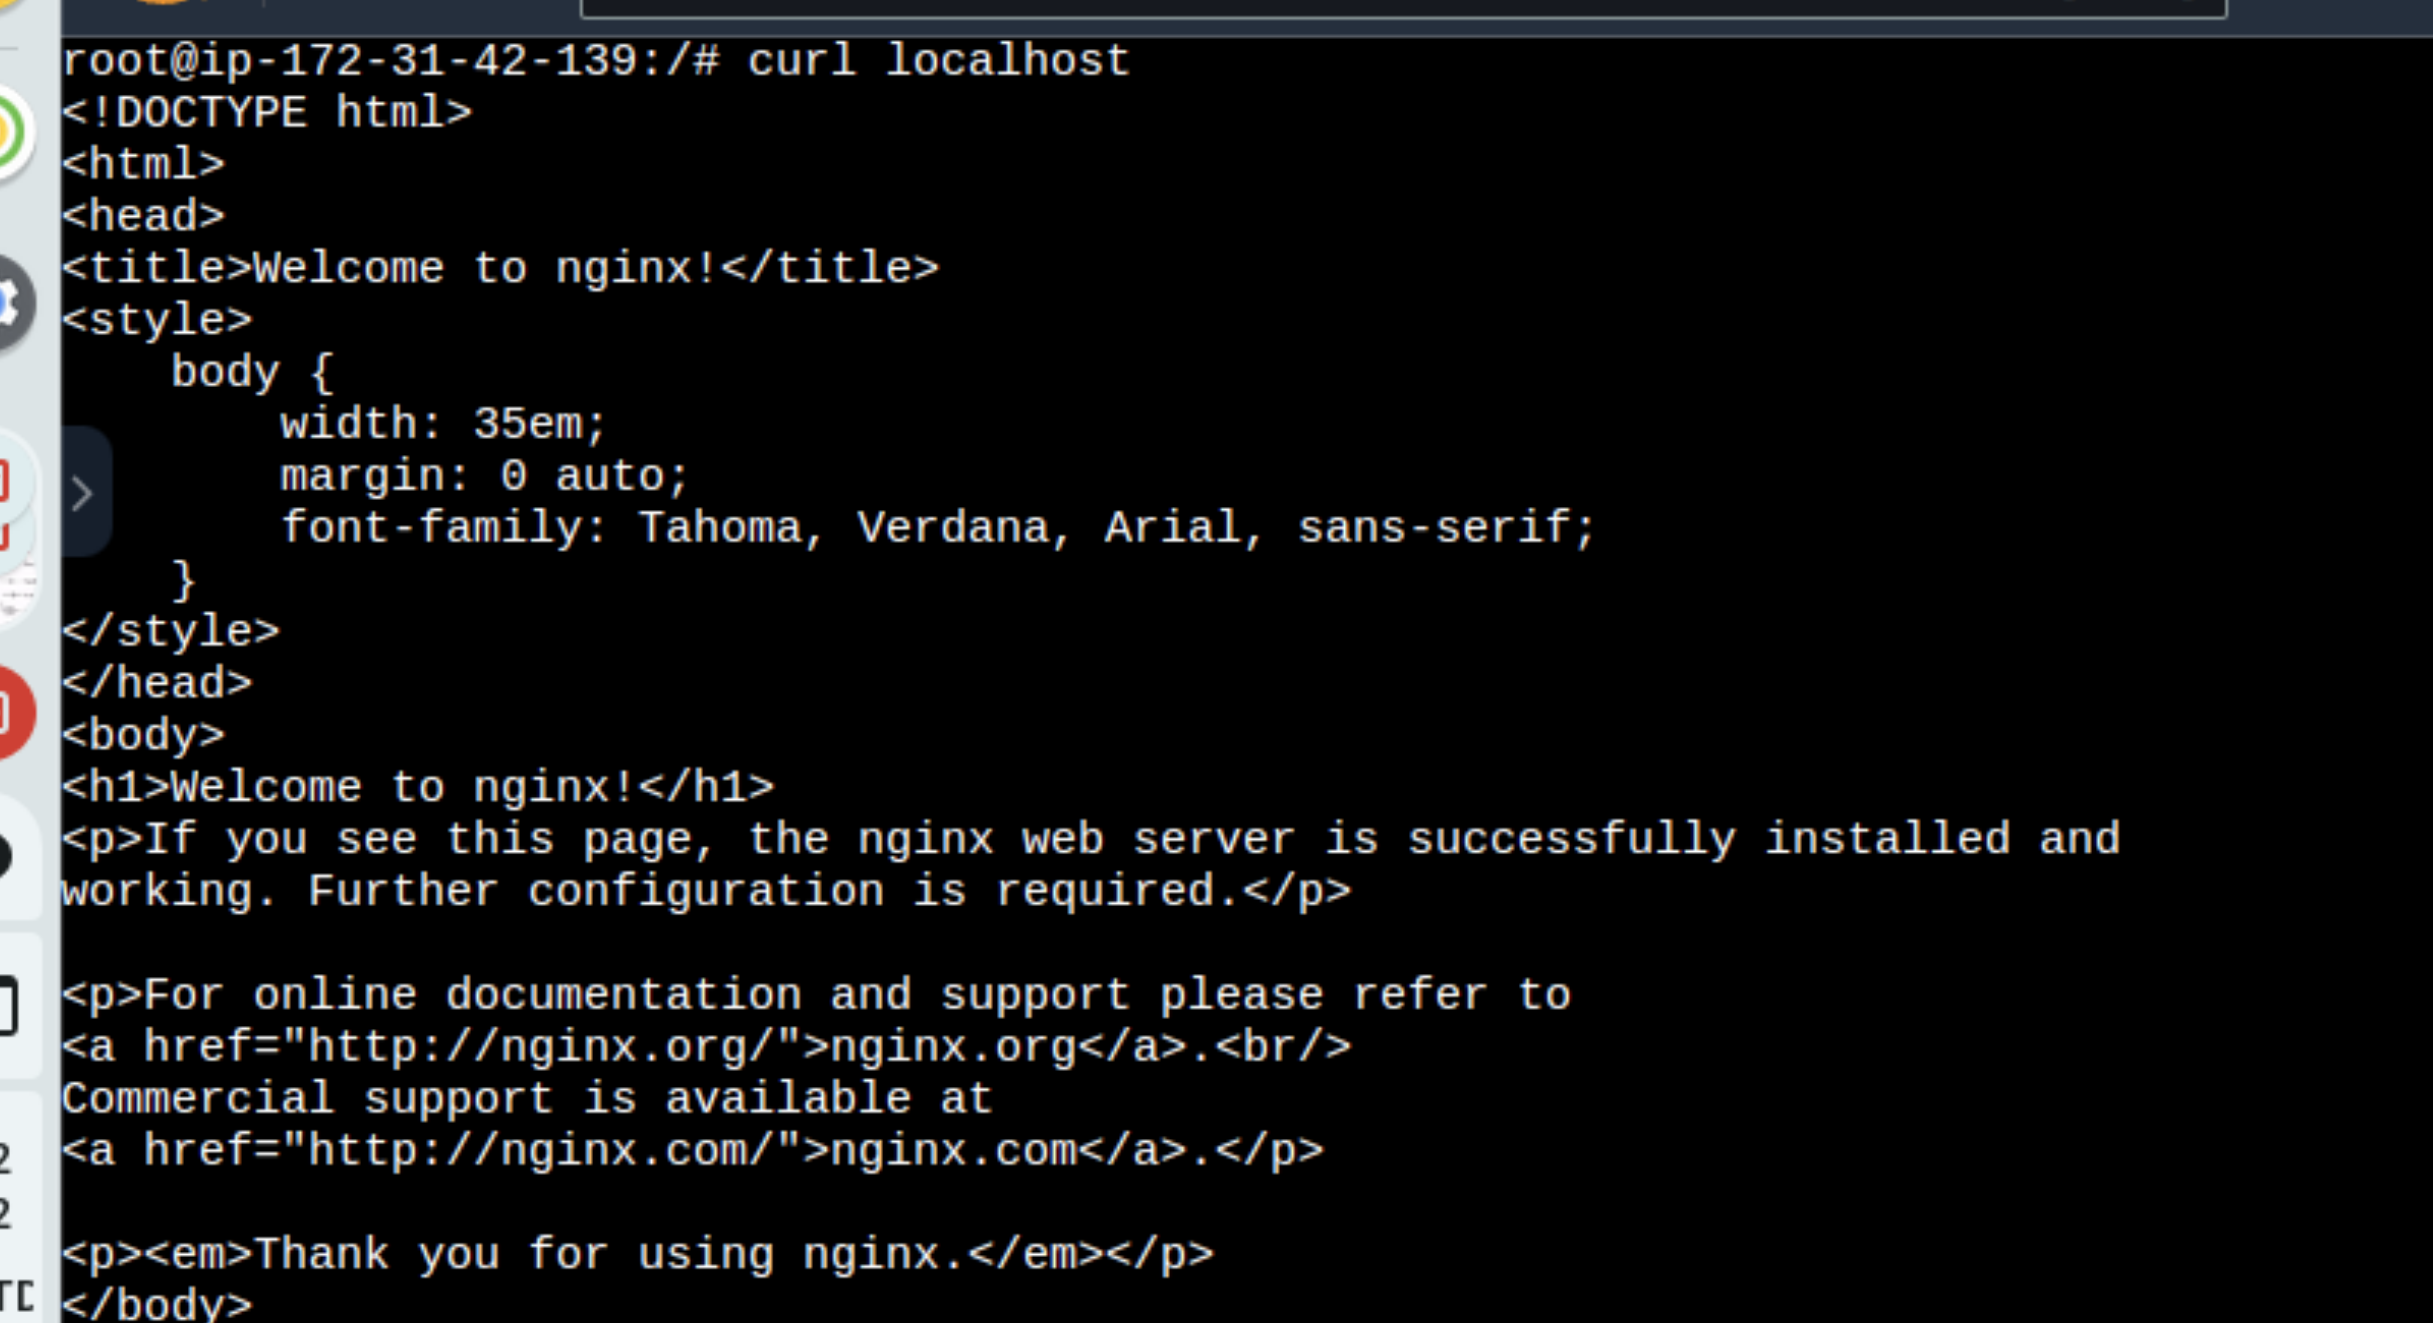 root@ip-172-31-42-139:/# curl localhost
<!DOCTYPE html>
<html>
<head>
<title>Welcome to nginx!</title>
<style>
    body {
        width: 35em;
        margin: 0 auto;
        font-family: Tahoma, Verdana, Arial, sans-serif;
    }
</style>
</head>
<body>
<h1>Welcome to nginx!</h1>
<p>If you see this page, the nginx web server is successfully installed and
working. Further configuration is required.</p>

<p>For online documentation and support please refer to
<a href="http://nginx.org/">nginx.org</a>.<br/>
Commercial support is available at
<a href="http://nginx.com/">nginx.com</a>.</p>

<p><em>Thank you for using nginx.</em></p>
</body>